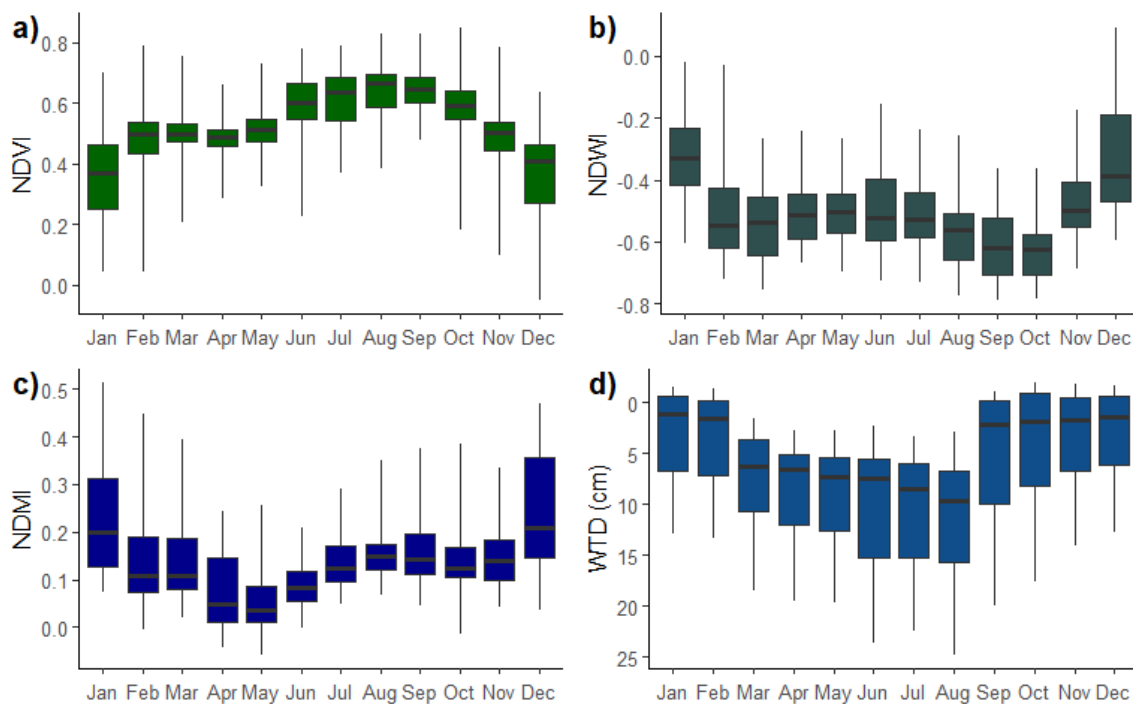 a)
NDVI
0.8
0.6
0.4
0.2
0.0
Jan Feb Mar Apr May Jun Jul Aug Sep Oct Nov Dec
b)
NDWI
0.0
-0.2
-0.4
-0.6
-0.8
Jan Feb Mar Apr May Jun Jul Aug Sep Oct Nov Dec
c)
NDMI
0.5
0.4
0.3
0.2
0.1
0.0
Jan Feb Mar Apr May Jun Jul Aug Sep Oct Nov Dec
d)
WTD (cm)
0
5
10
15
20
25
Jan Feb Mar Apr May Jun Jul Aug Sep Oct Nov Dec